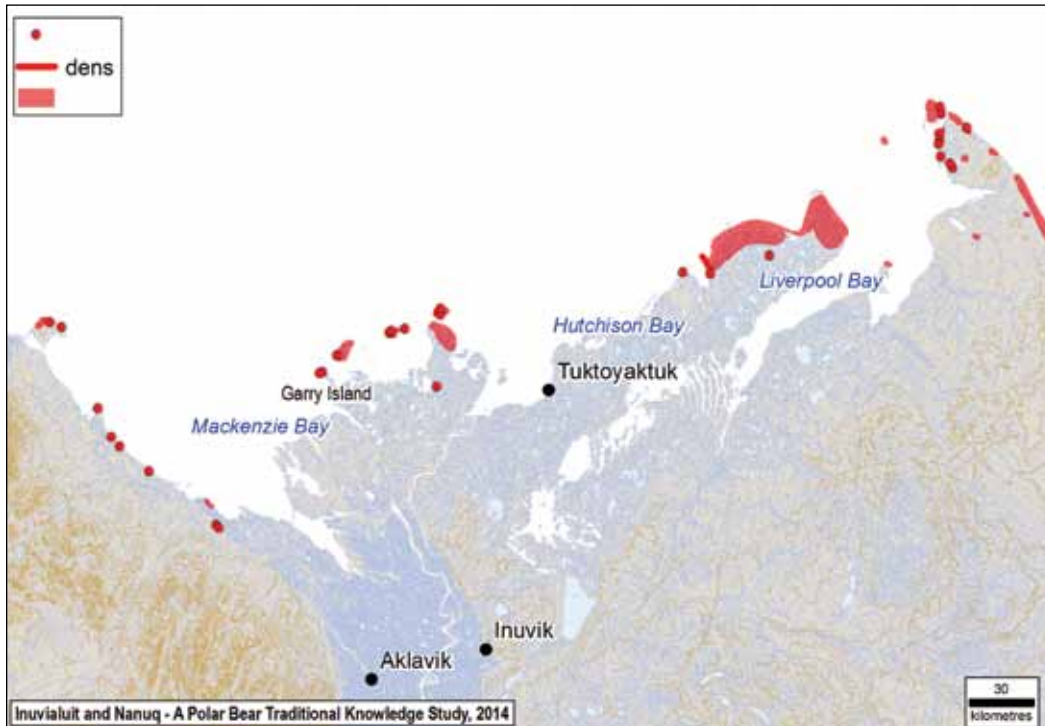 dens
Liverpool Bay
Hutchison Bay
Tuktoyaktuk
Garry Island
Mackenzie Bay
Inuvik
Aklavik
30
kilometres
Inuvialuit and Nanuq - A Polar Bear Traditional Knowledge Study, 2014